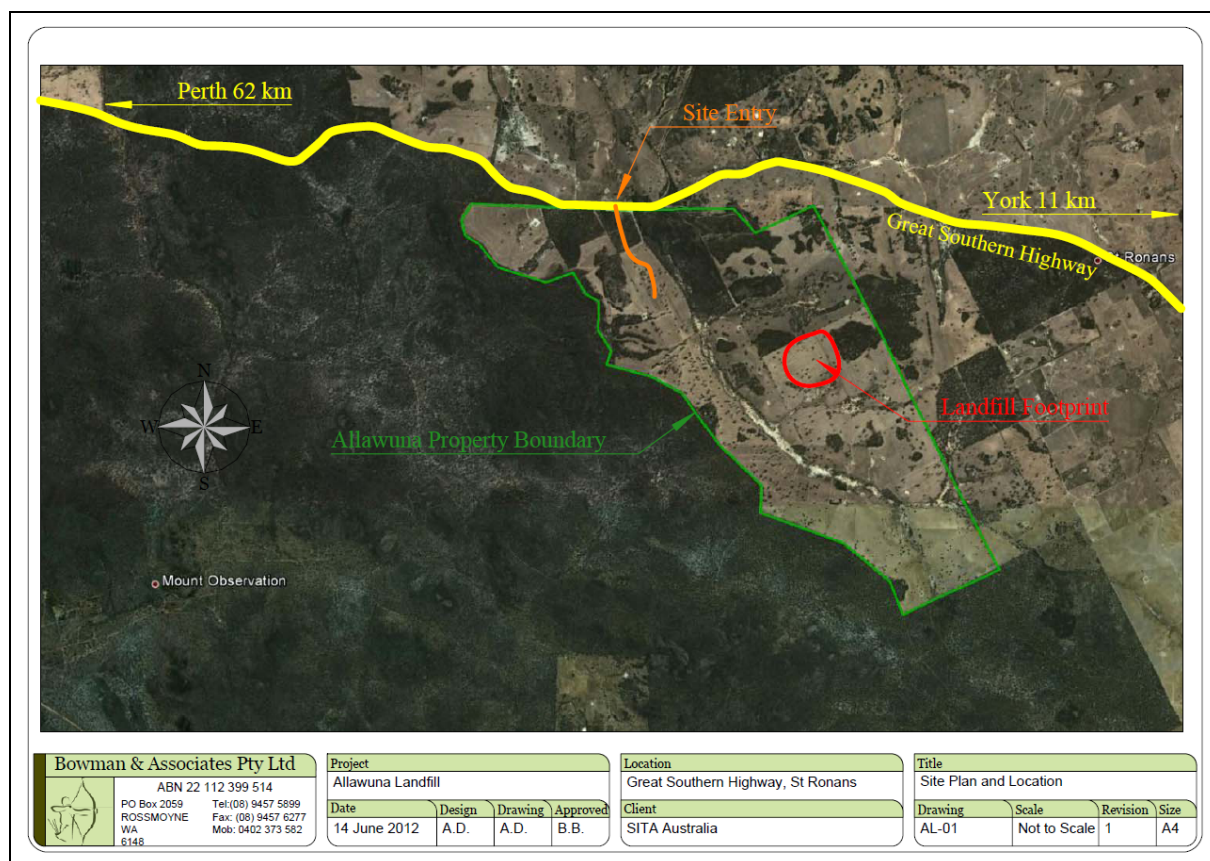 Perth 62 km
Site Entry
York 11 km
Great Southern Highway
St Ronans
Landfill Footprint
Allawuna Property Boundary
N
W
E
S
Mount Observation
Bowman & Associates Pty Ltd
ABN 22 112 399 514
PO Box 2059
ROSSMOYNE
WA
6148
Tel:(08) 9457 5899
Fax: (08) 9457 6277
Mob: 0402 373 582
Project
Allawuna Landfill
Date
14 June 2012
Design
A.D.
Drawing
A.D.
Approved
B.B.
Location
Great Southern Highway, St Ronans
Client
SITA Australia
Title
Site Plan and Location
Drawing
AL-01
Scale
Not to Scale
Revision
1
Size
A4